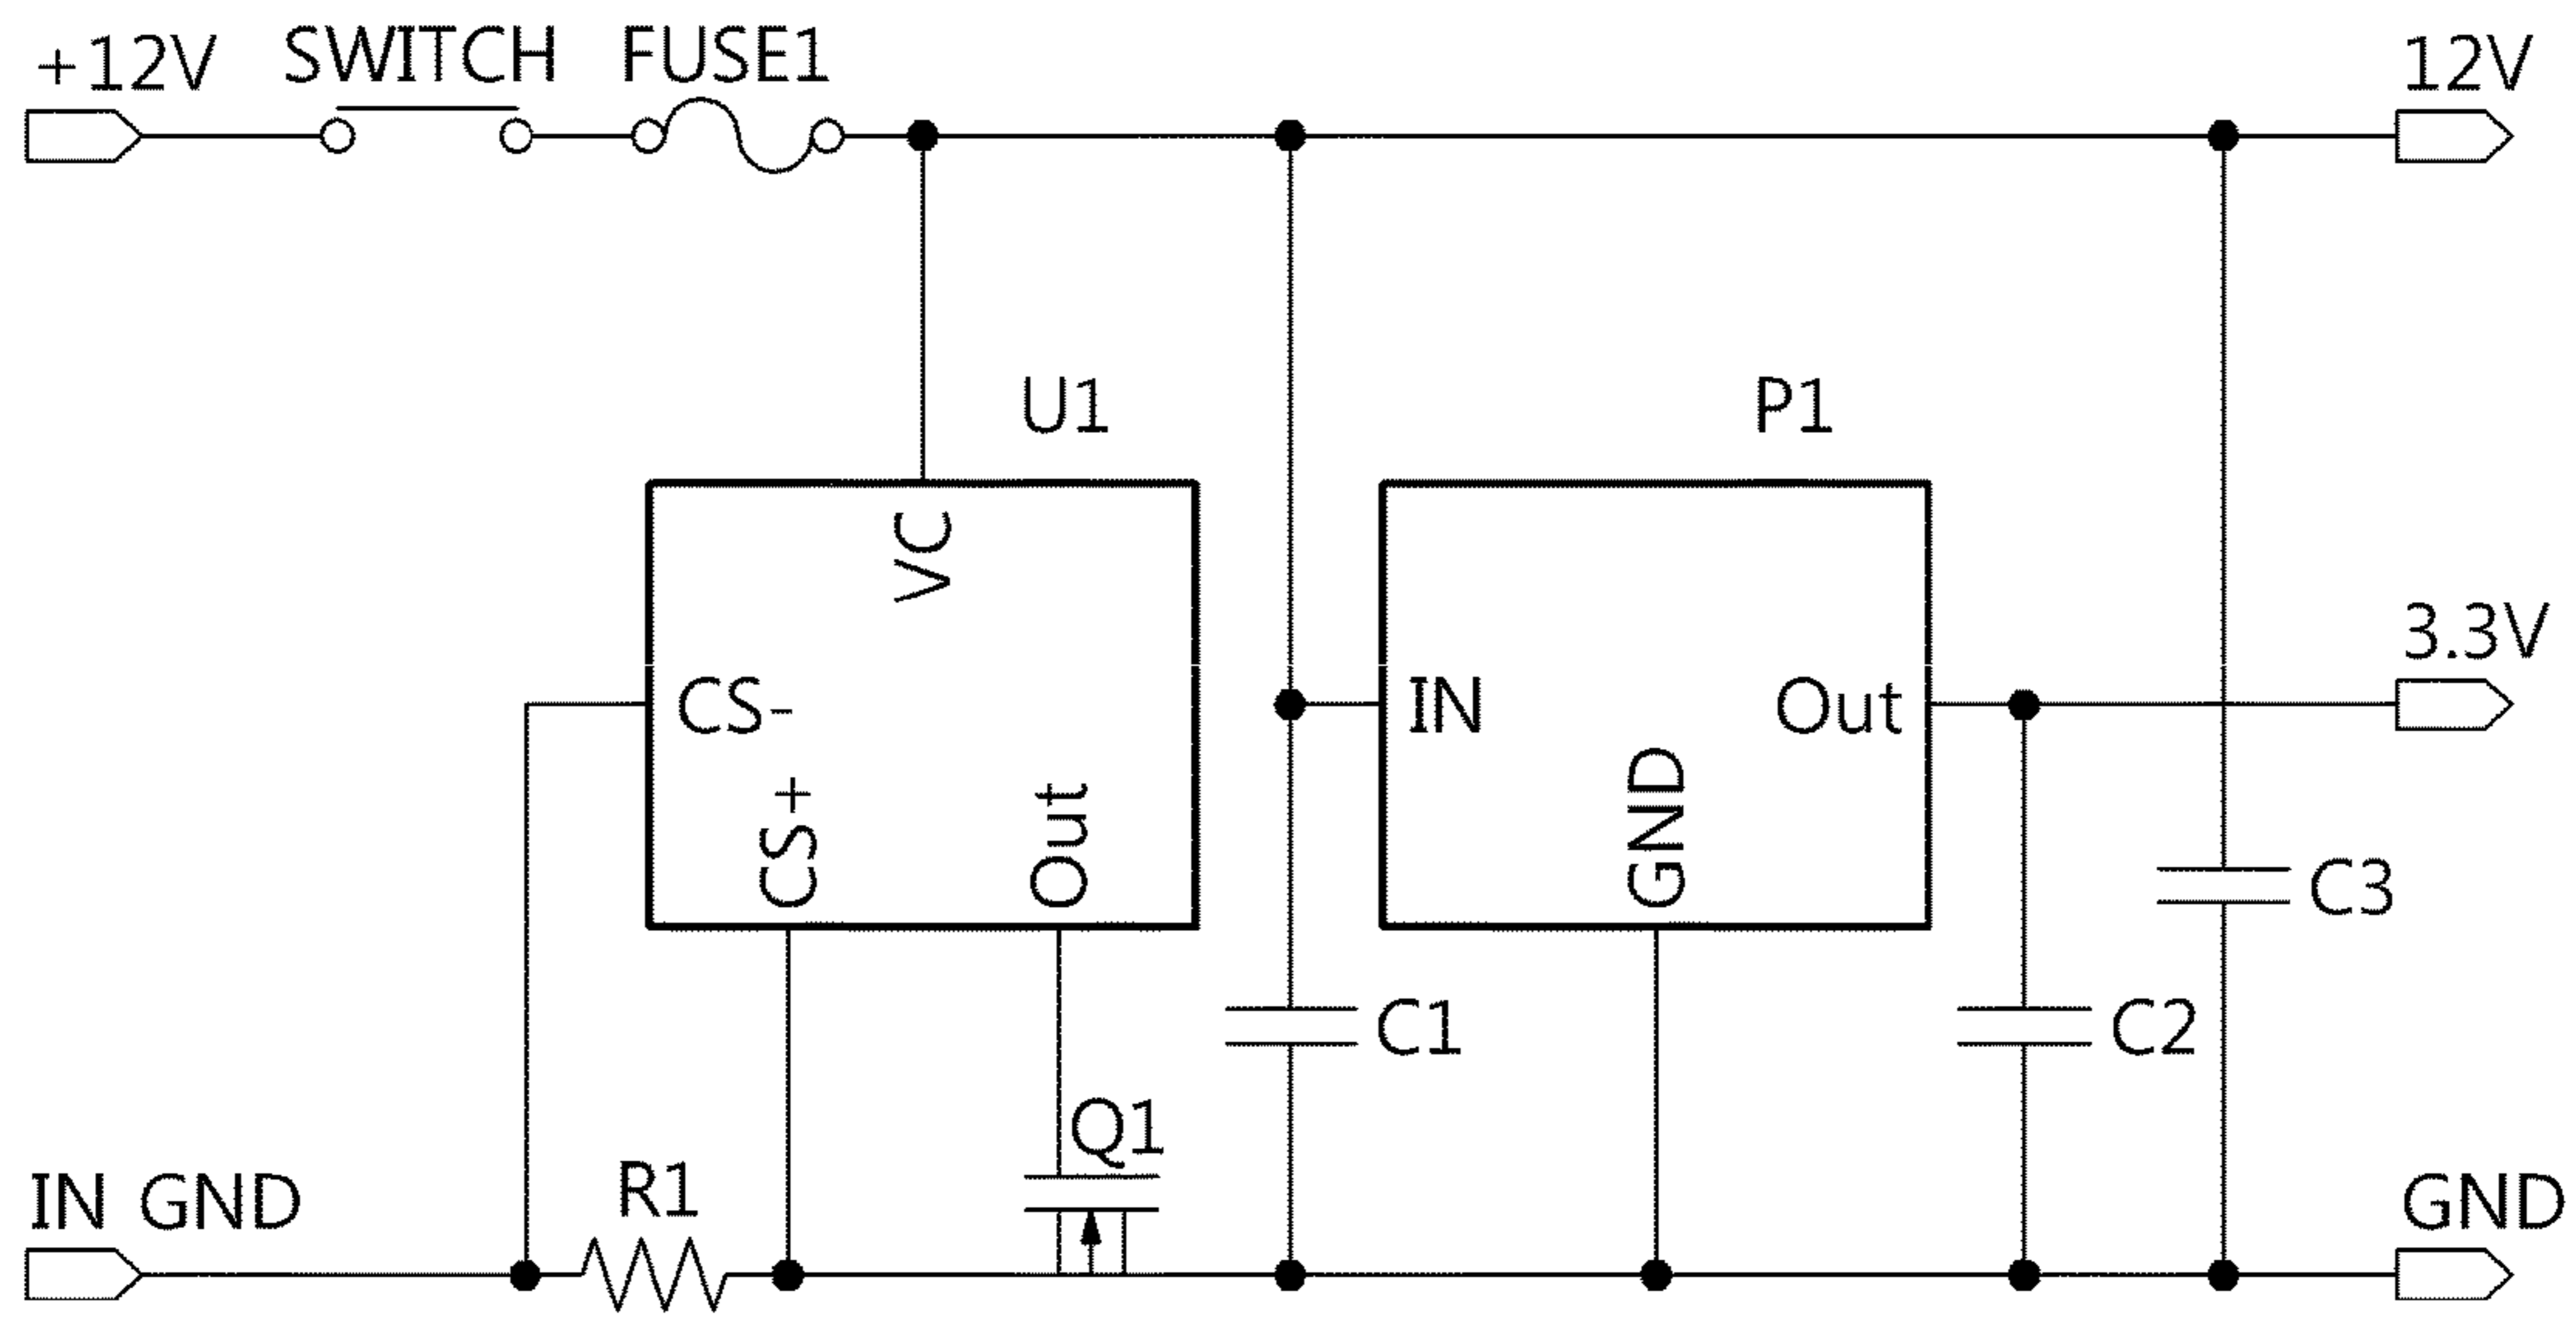 +12V
SWITCH
FUSE1
12V
U1
P1
VC
3.3V
CS-
IN
Out
CS+
Out
GND
C3
C1
C2
Q1
IN GND
R1
GND